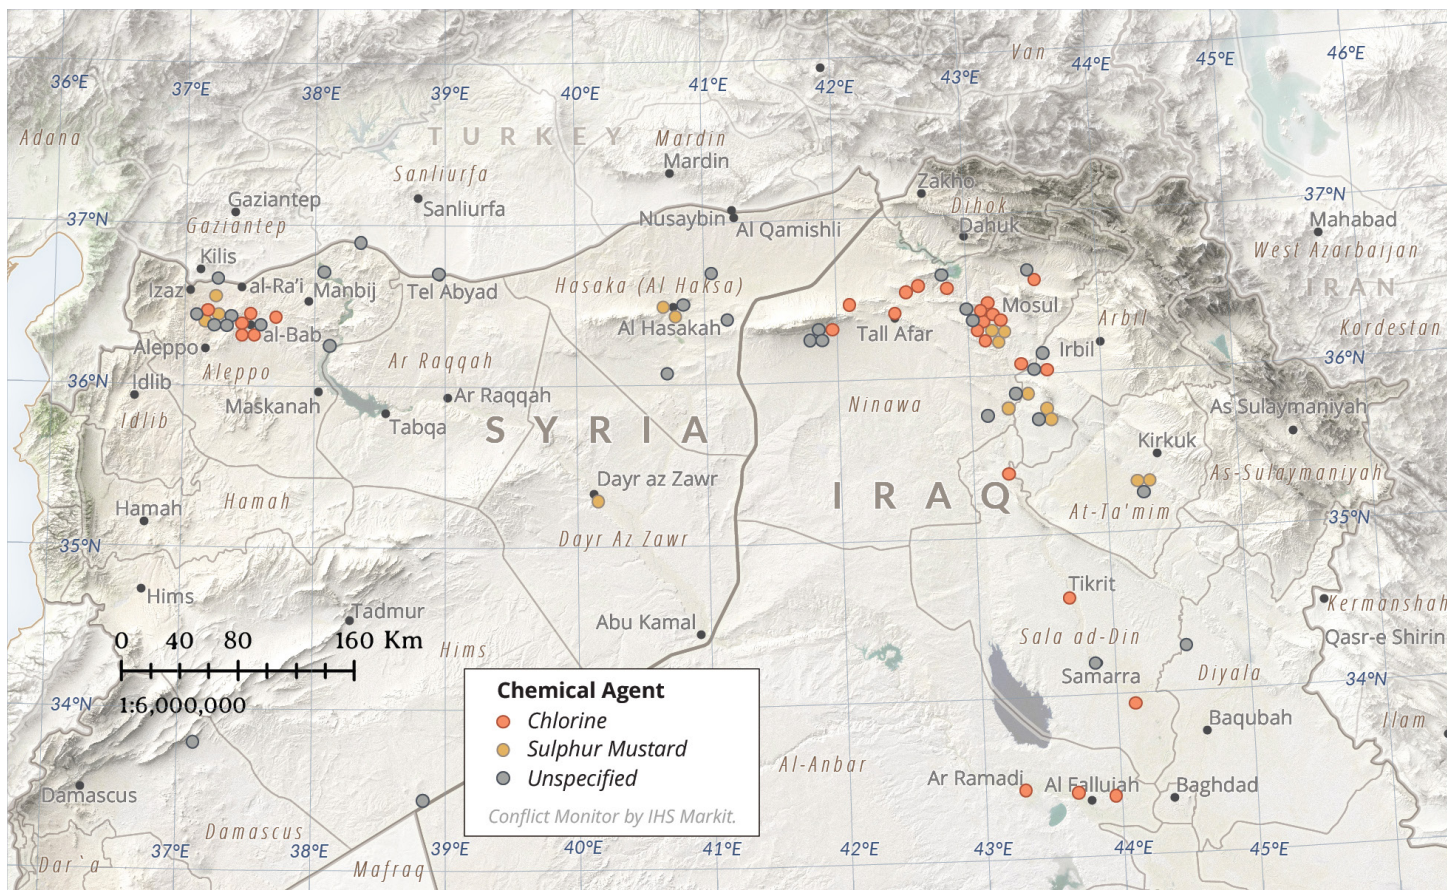 Van
36°E
37°E
38°E
39°E
40°E
41°E
42°E
43°E
44°E
45°E
46°E
Adana
TURKEY
Mardin
Mardin
Sanliurfa
Sanliurfa
Gaziantep
Gaziantep
37°N
Kilis
Nusaybin
Al Qamishli
Zakho
Dihok
Dahuk
37°N
Mahabad
West Azarbaijan
IRAN
Kordestan
Izaz
al-Ra'i
Manbij
Tel Abyad
Hasaka (Al Haksa)
Al Hasakah
Tall Afar
Mosul
Arbil
Irbil
36°N
al-Bab
Aleppo
Aleppo
Ar Raqqah
36°N
Idlib
Idlib
Maskanah
Tabqa
Ar Raqqah
SYRIA
Ninawa
As Sulaymaniyah
Kirkuk
As-Sulaymaniyah
Dayr az Zawr
IRAQ
At-Ta'mim
35°N
Hamah
Hamah
35°N
Dayr Az Zawr
Hims
Tadmur
Tikrit
Kermanshah
Abu Kamal
Sala ad-Din
Qasr-e Shirin
0 40 80 160 Km
1:6,000,000
Hims
Samarra
Diyala
34°N
34°N
Baqubah
Ilam
Chemical Agent
Chlorine
Sulphur Mustard
Unspecified
Conflict Monitor by IHS Markit.
Al-Anbar
Ar Ramadi
Al Fallujah
Baghdad
Damascus
Damascus
Dar`a
Mafraq
37°E
38°E
39°E
40°E
41°E
42°E
43°E
44°E
45°E